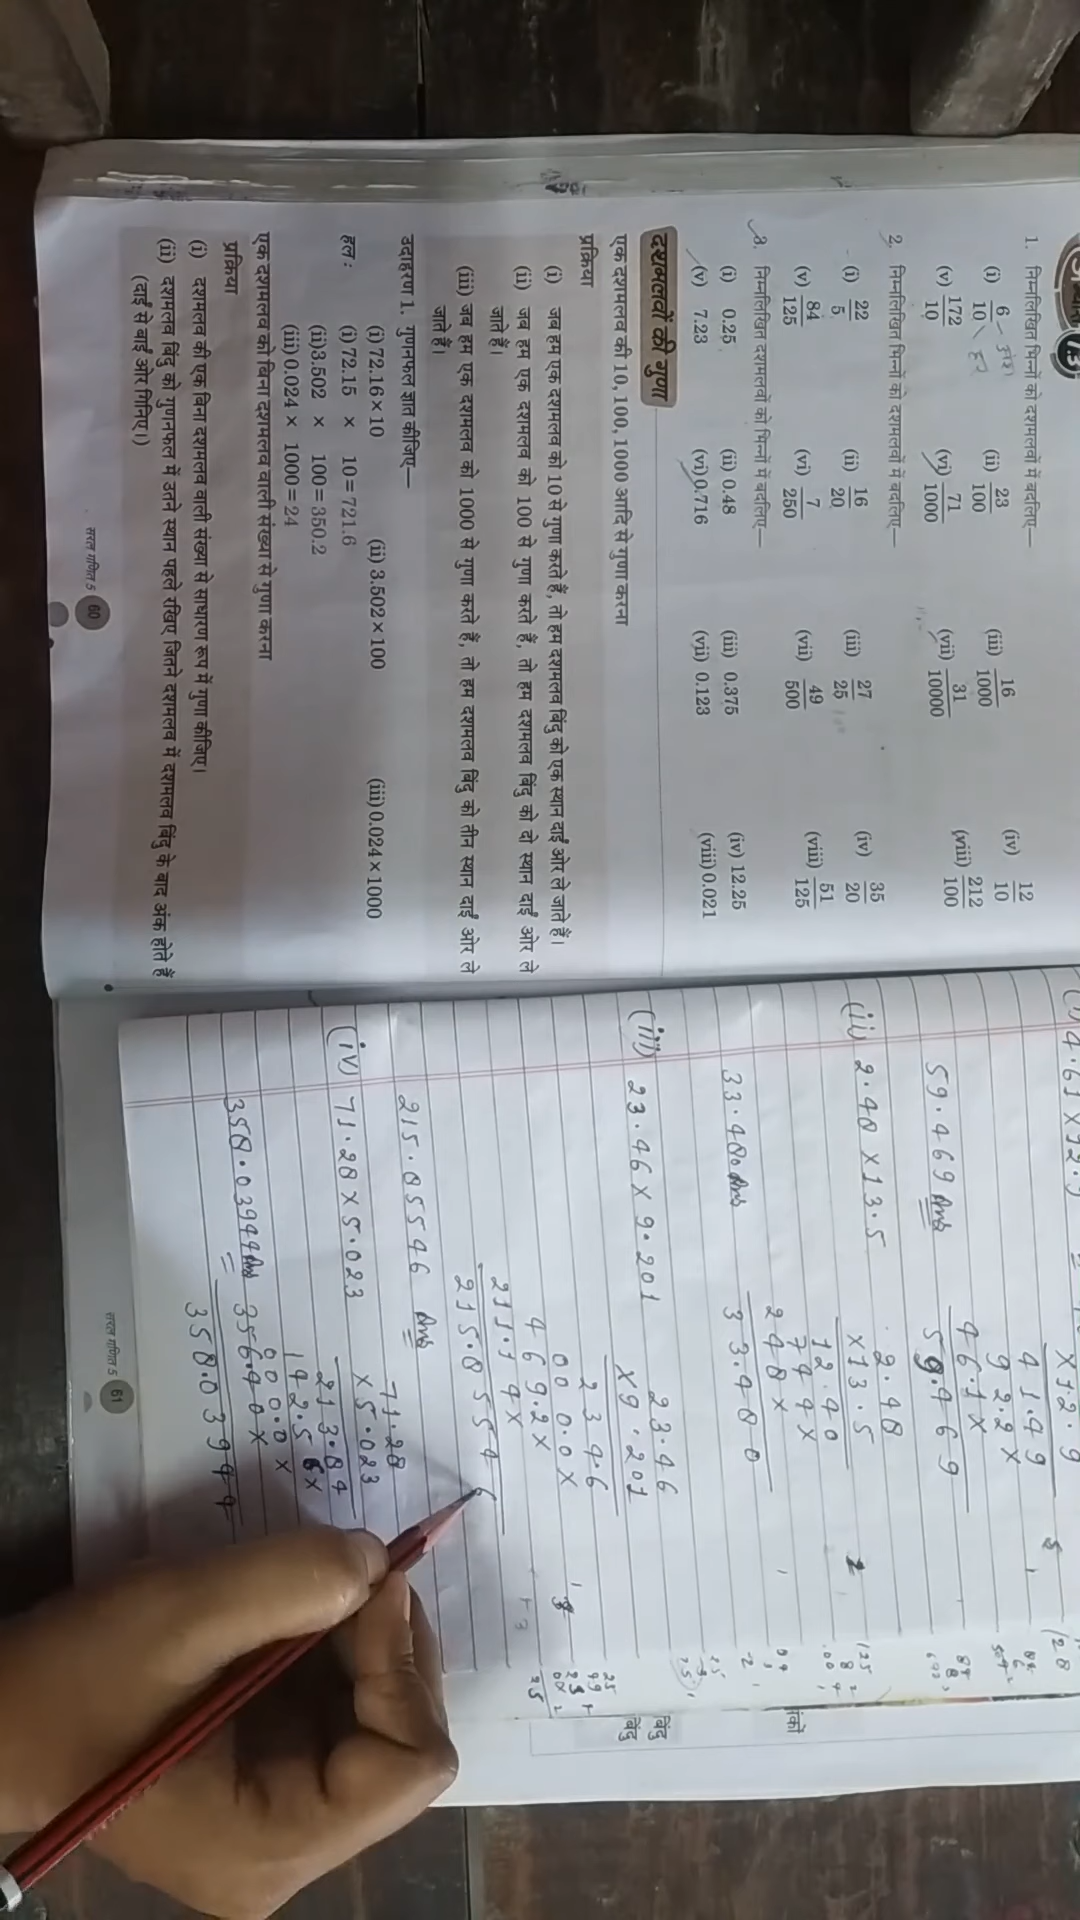 1. निम्नलिखित भिन्नों को दशमलवों में बदलिए—
(i) 6/10 (ii) 23/100 (iii) 16/1000 (iv) 12/10
(v) 172/10 (vi) 71/1000 (vii) 31/10000 (viii) 212/100
2. निम्नलिखित भिन्नों को दशमलवों में बदलिए—
(i) 22/5 (ii) 16/20 (iii) 27/25 (iv) 35/20
(v) 84/125 (vi) 7/250 (vii) 49/500 (viii) 51/125
3. निम्नलिखित दशमलवों को भिन्नों में बदलिए—
(i) 0.25 (ii) 0.48 (iii) 0.375 (iv) 12.25
(v) 7.23 (vi) 0.716 (vii) 0.123 (viii) 0.021
दशमलवों की गुणा
एक दशमलव की 10, 100, 1000 आदि से गुणा करना
प्रक्रिया
(i) जब हम एक दशमलव को 10 से गुणा करते हैं, तो हम दशमलव बिंदु को एक स्थान दाईं ओर ले जाते हैं।
(ii) जब हम एक दशमलव को 100 से गुणा करते हैं, तो हम दशमलव बिंदु को दो स्थान दाईं ओर ले
जाते हैं।
(iii) जब हम एक दशमलव को 1000 से गुणा करते हैं, तो हम दशमलव बिंदु को तीन स्थान दाईं ओर ले
जाते हैं।
उदाहरण 1. गुणनफल ज्ञात कीजिए—
(i) 72.16 × 10 (ii) 3.502 × 100 (iii) 0.024 × 1000
हल : (i) 72.15 × 10 = 721.6
(ii) 3.502 × 100 = 350.2
(iii) 0.024 × 1000 = 24
एक दशमलव को बिना दशमलव वाली संख्या से गुणा करना
प्रक्रिया
(i) दशमलव की एक बिना दशमलव वाली संख्या से साधारण रूप में गुणा कीजिए।
(ii) दशमलव बिंदु को गुणनफल में उतने स्थान पहले रखिए जितने दशमलव में दशमलव बिंदु के बाद अंक होते हैं
(दाईं से बाईं ओर गिनिए।)
सरल गणित 5 60
×12.9
41.49
922×
461×
59.469
59.469 Ans
(ii) 2.48 × 13.5
2.48
×13.5
12.40
744×
248×
33.480
33.480 Ans
(iii) 23.46 × 9.201
23.46
×9.201
234.6
0000×
4692×
2111.4×
215.85546
215.85546 Ans
(iv) 71.28 × 5.023
71.28
×5.023
213.84
142.56×
0000×
356.40×
358.03944
358.03944 Ans
बिंदु
बिंदु
सरल गणित 5 61